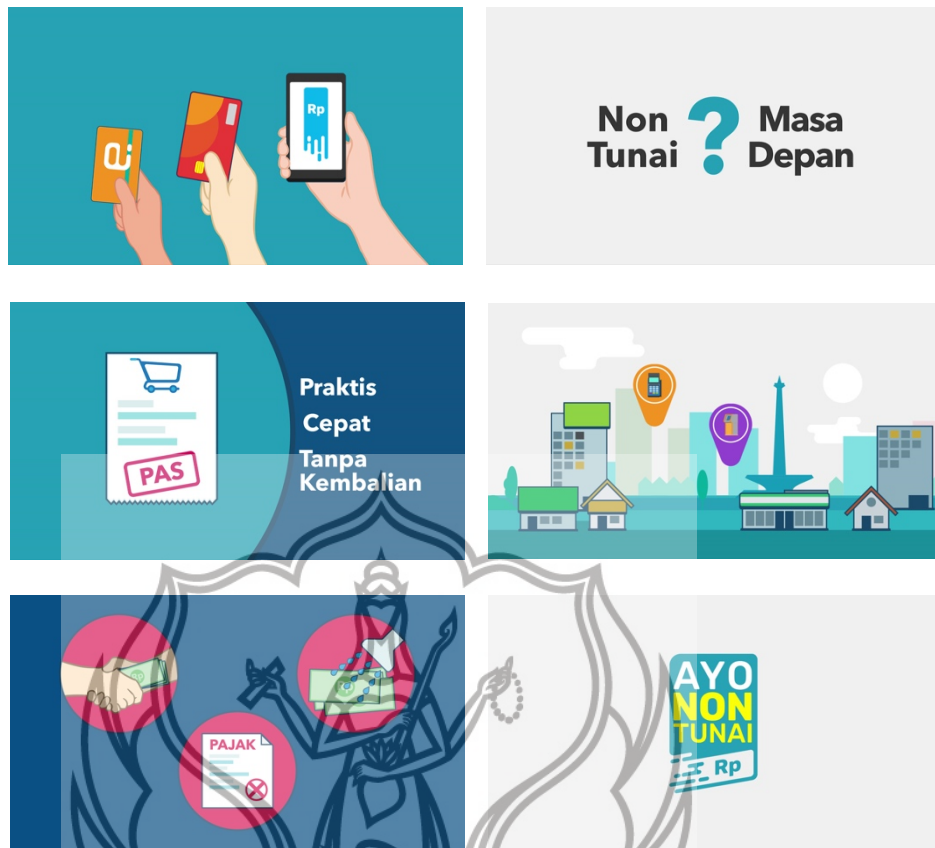 e
Rp
Non
Tunai
?
Masa
Depan
PAS
Praktis
Cepat
Tanpa
Kembalian
PAJAK
AYO
NON
TUNAI
Rp